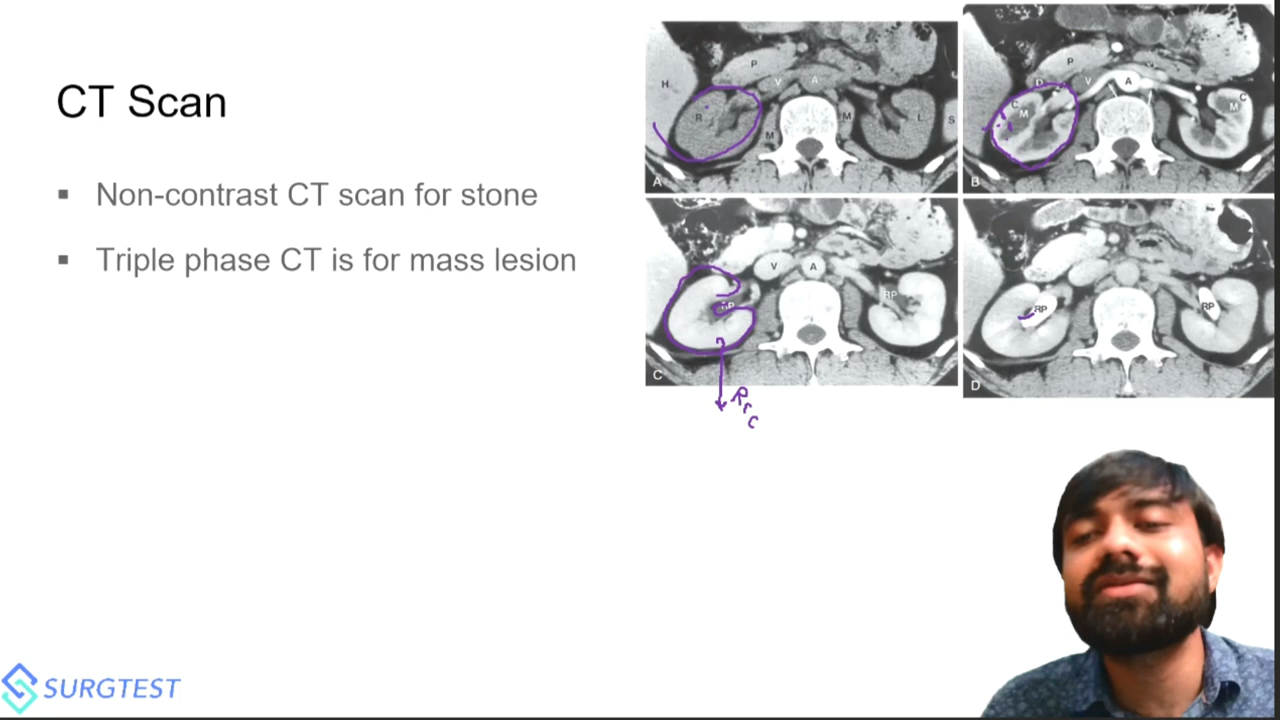 CT Scan
▪ Non-contrast CT scan for stone
▪ Triple phase CT is for mass lesion
H R P V A M M L S A
P D V A C M C M B
V A RP RP C
RP RP D
RCC
SURGTEST